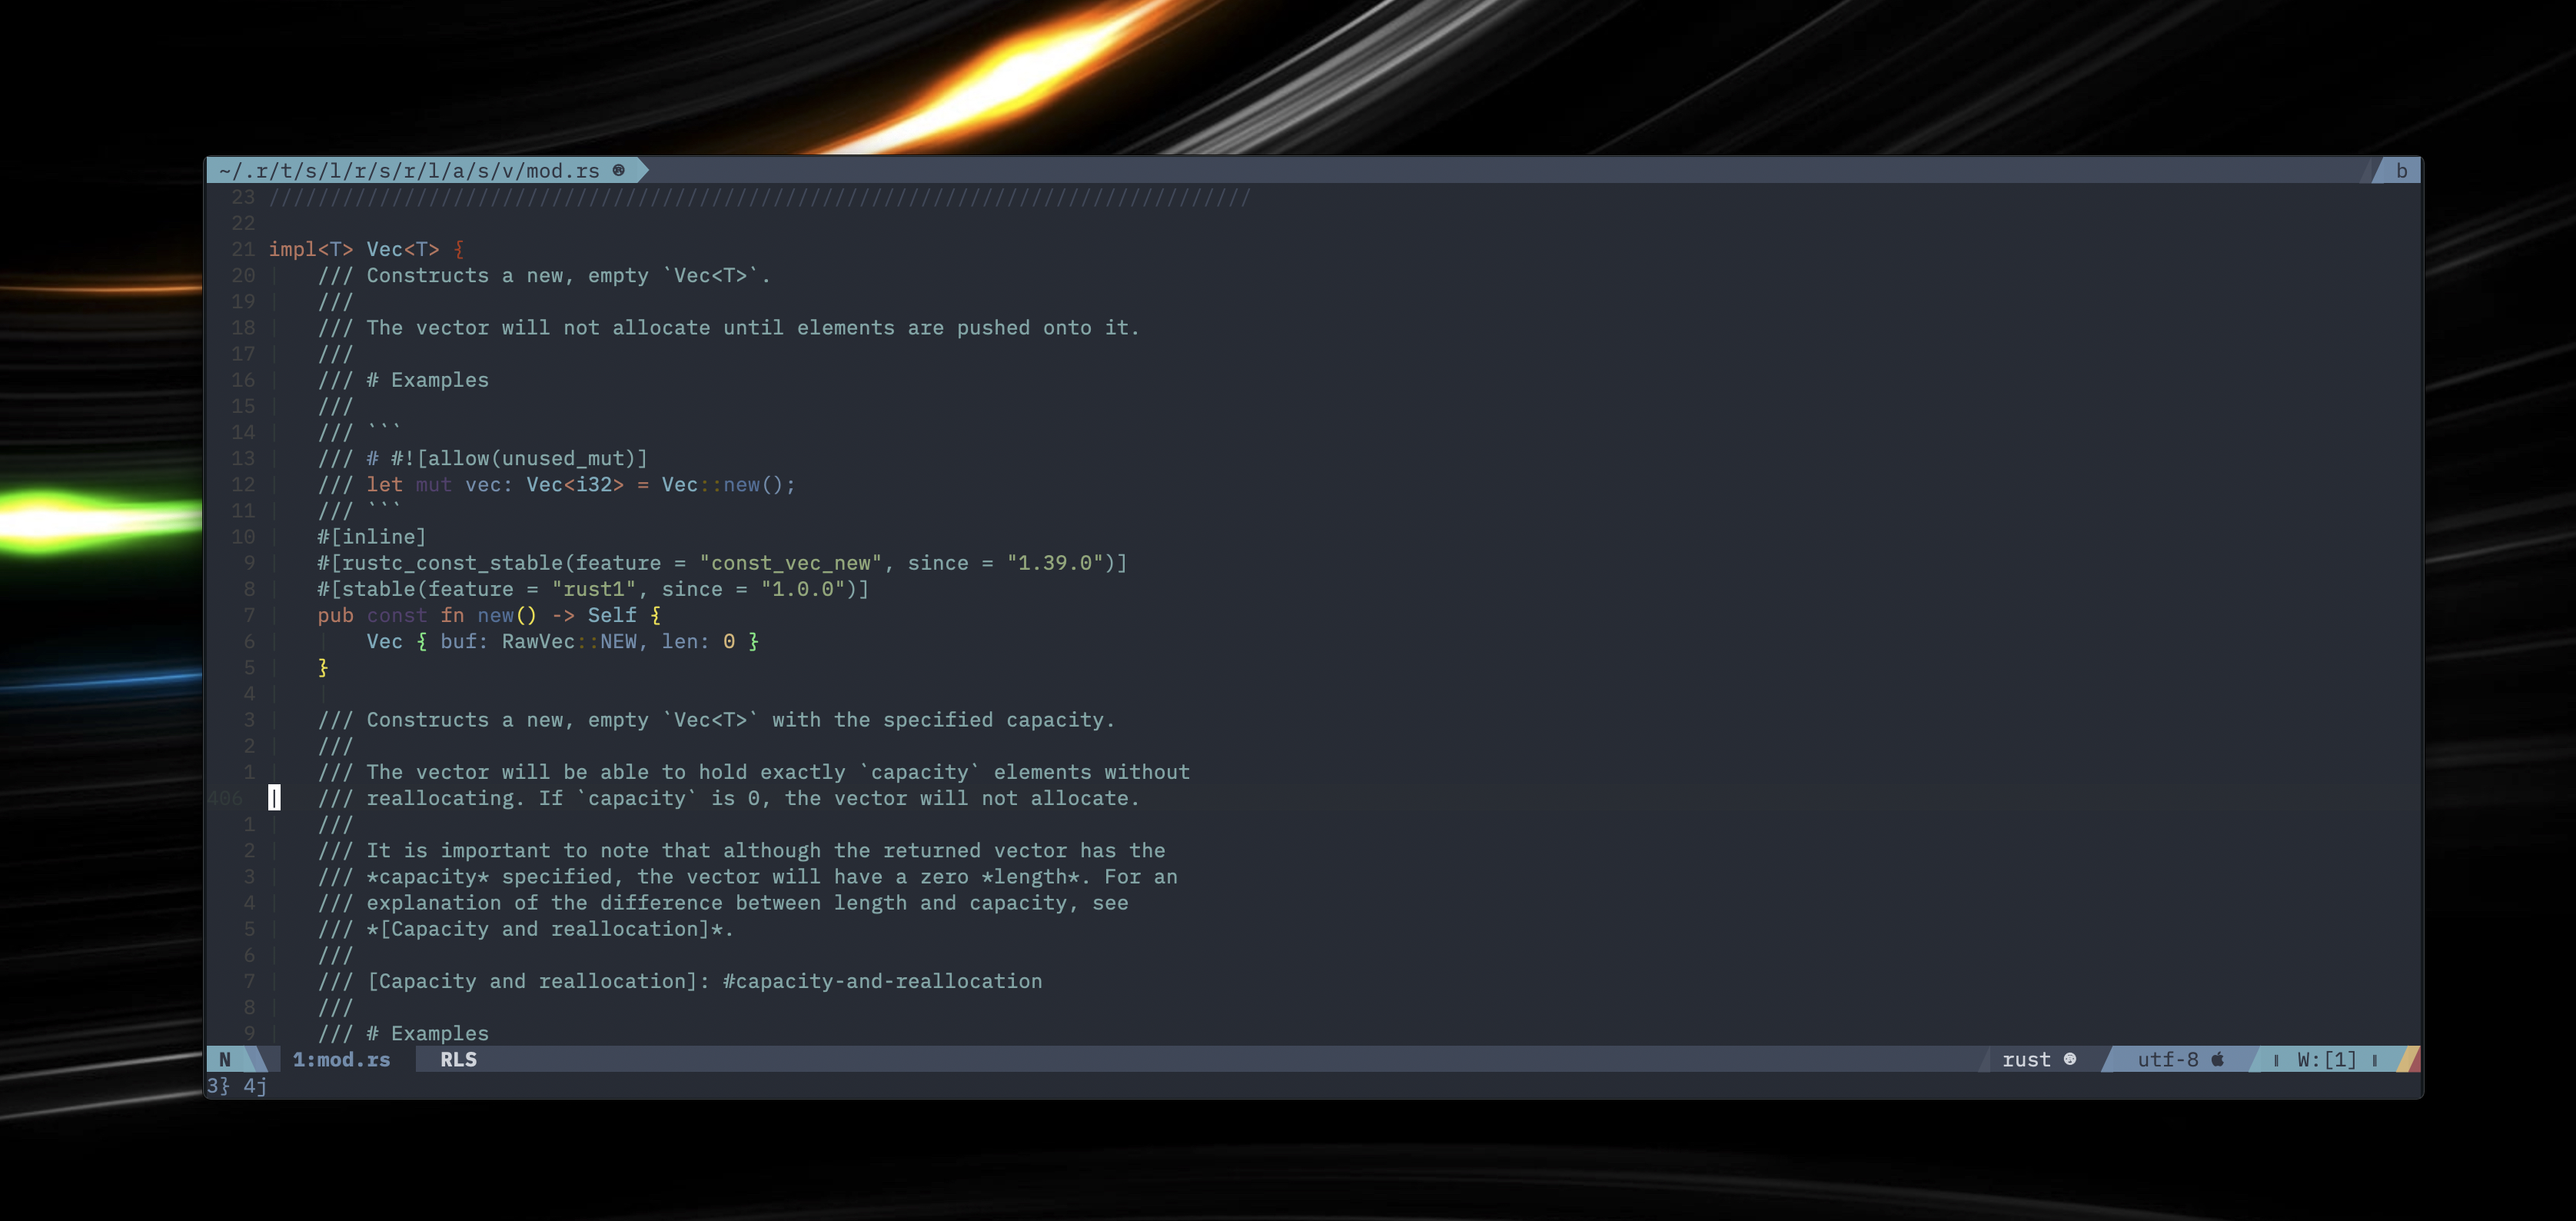 ~/.r/t/s/l/r/s/r/l/a/s/v/mod.rs b
23 ////////////////////////////////////////////////////////////////////////////////
22
21 impl<T> Vec<T> {
20 /// Constructs a new, empty `Vec<T>`.
19 ///
18 /// The vector will not allocate until elements are pushed onto it.
17 ///
16 /// # Examples
15 ///
14 /// ```
13 /// # #![allow(unused_mut)]
12 /// let mut vec: Vec<i32> = Vec::new();
11 /// ```
10 #[inline]
9 #[rustc_const_stable(feature = "const_vec_new", since = "1.39.0")]
8 #[stable(feature = "rust1", since = "1.0.0")]
7 pub const fn new() -> Self {
6 Vec { buf: RawVec::NEW, len: 0 }
5 }
4
3 /// Constructs a new, empty `Vec<T>` with the specified capacity.
2 ///
1 /// The vector will be able to hold exactly `capacity` elements without
406 /// reallocating. If `capacity` is 0, the vector will not allocate.
1 ///
2 /// It is important to note that although the returned vector has the
3 /// *capacity* specified, the vector will have a zero *length*. For an
4 /// explanation of the difference between length and capacity, see
5 /// *[Capacity and reallocation]*.
6 ///
7 /// [Capacity and reallocation]: #capacity-and-reallocation
8 ///
9 /// # Examples
N 1:mod.rs RLS rust utf-8 W:[1]
3} 4j